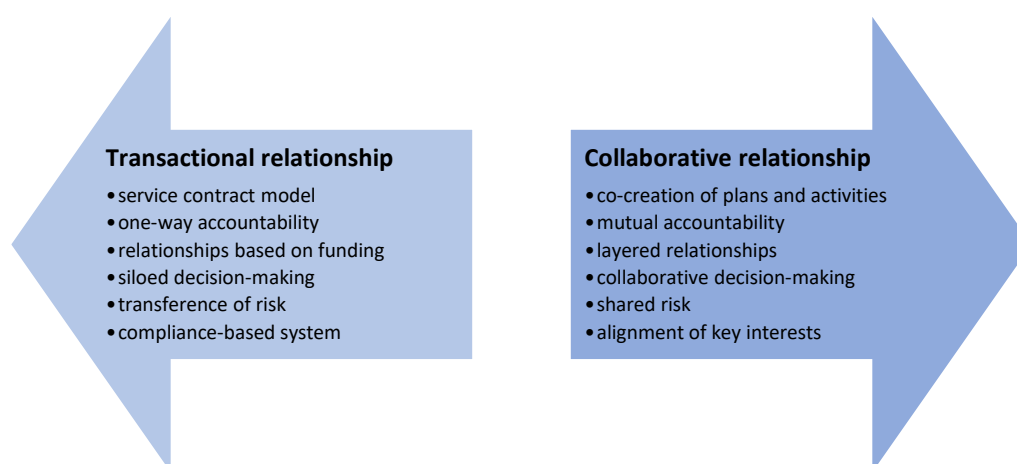 Transactional relationship
•service contract model
•one-way accountability
•relationships based on funding
•siloed decision-making
•transference of risk
•compliance-based system
Collaborative relationship
•co-creation of plans and activities
•mutual accountability
•layered relationships
•collaborative decision-making
•shared risk
•alignment of key interests